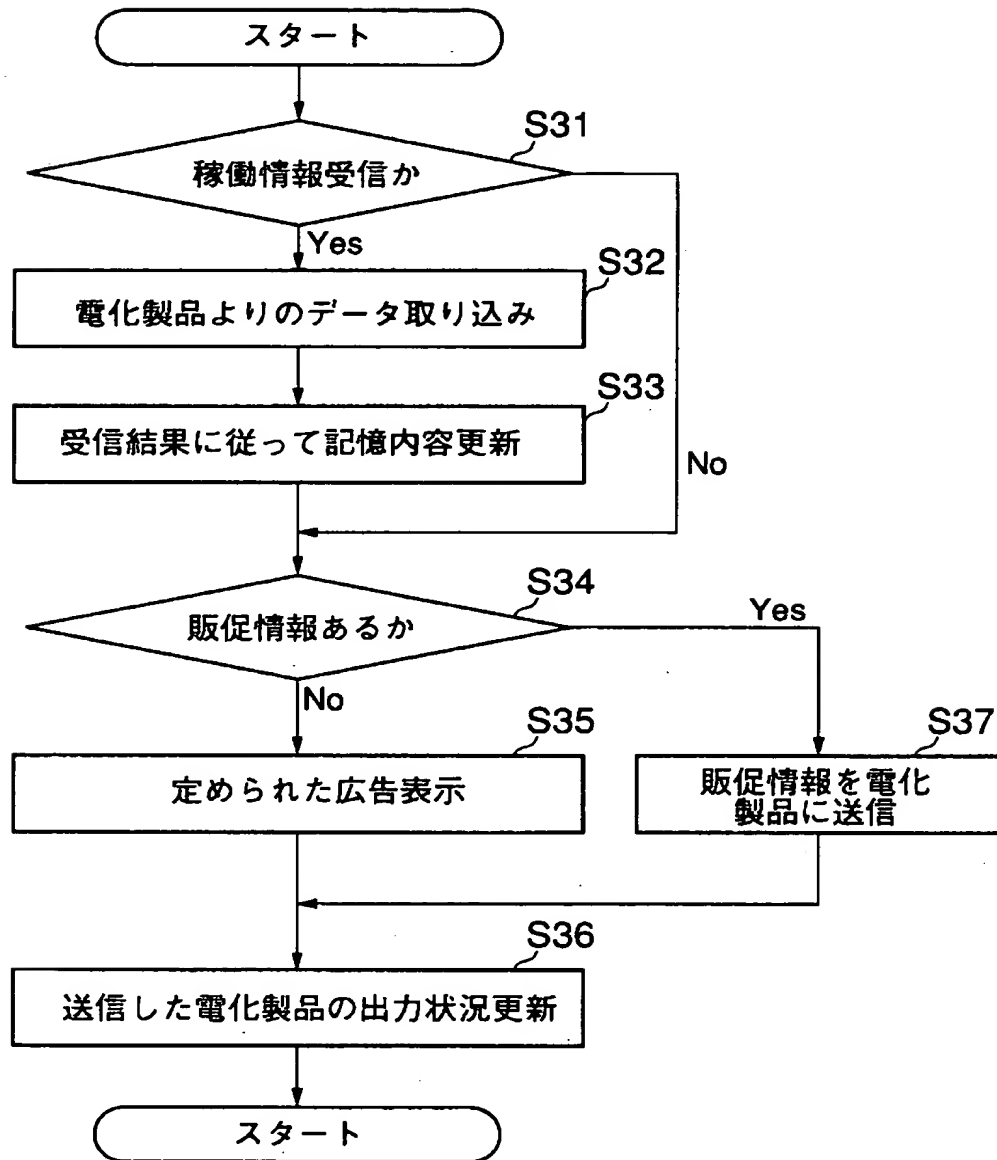 スタート
S31
稼働情報受信か
Yes
S32
電化製品よりのデータ取り込み
S33
受信結果に従って記憶内容更新
No
S34
販促情報あるか
Yes
No
S35
定められた広告表示
S37
販促情報を電化
製品に送信
S36
送信した電化製品の出力状況更新
スタート